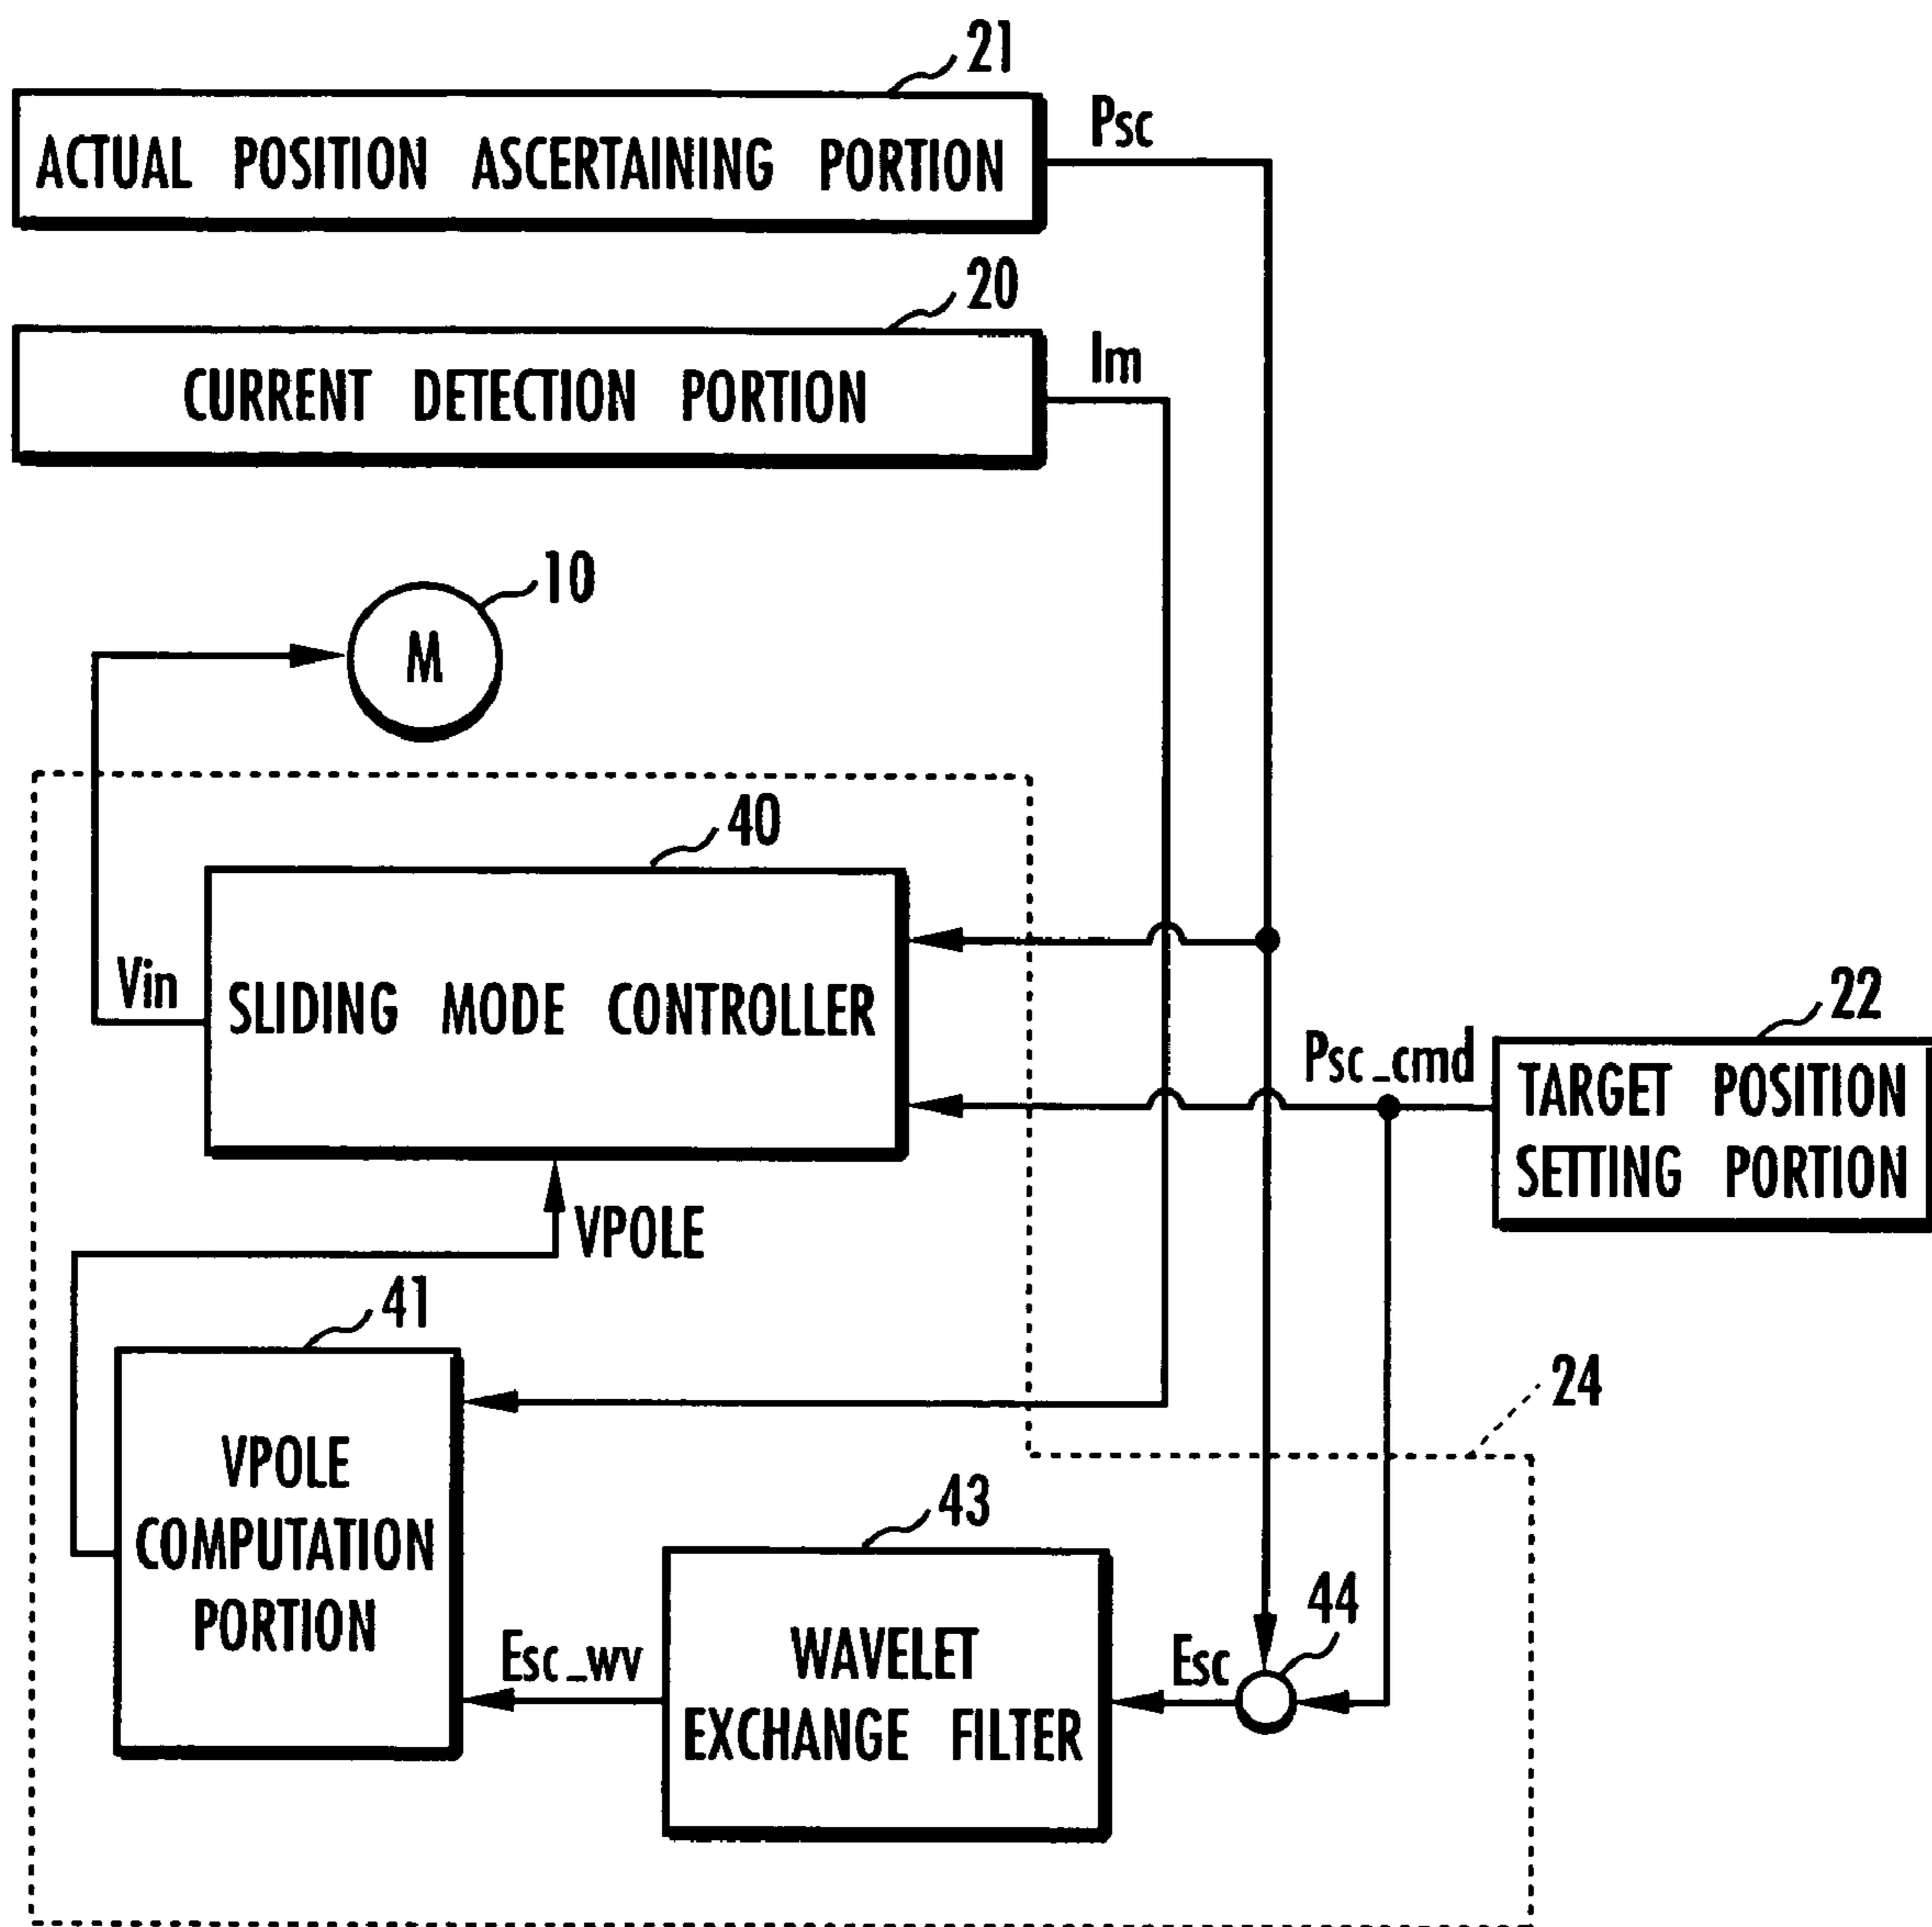 21
ACTUAL POSITION ASCERTAINING PORTION
Psc
20
CURRENT DETECTION PORTION
Im
10
M
40
SLIDING MODE CONTROLLER
Vin
22
Psc_cmd
TARGET POSITION
SETTING PORTION
VPOLE
41
24
VPOLE
COMPUTATION
PORTION
43
44
WAVELET
EXCHANGE FILTER
Esc_wv
Esc